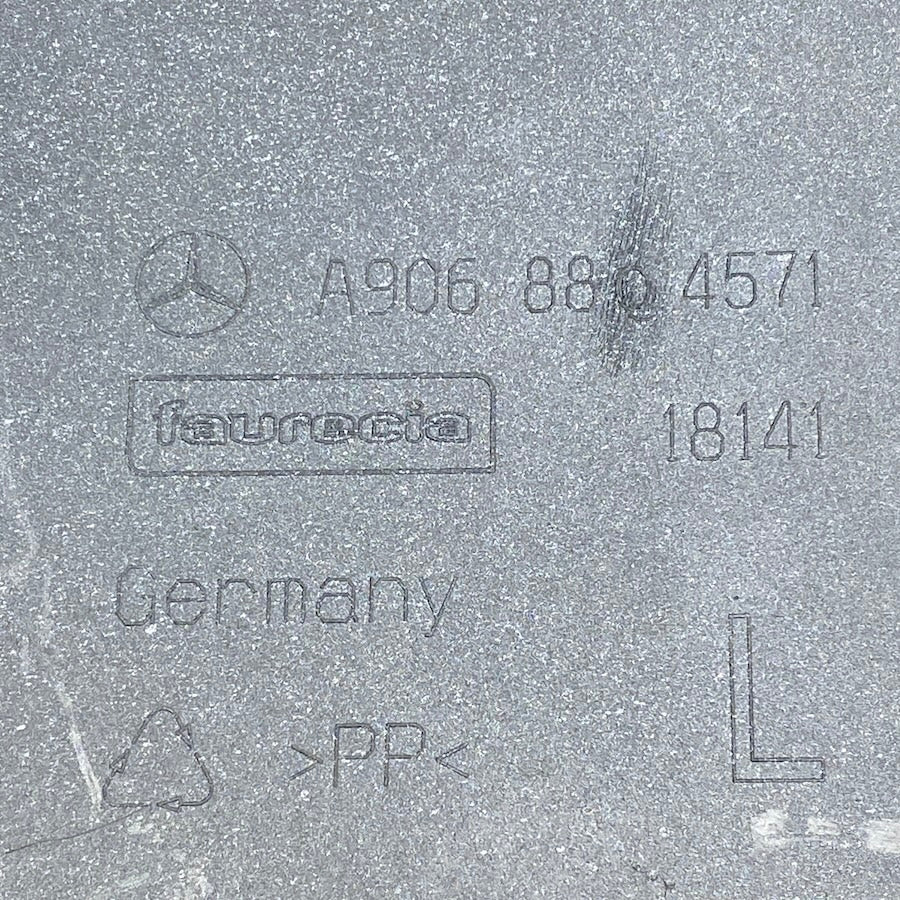 A906 880 4571
faurecia
18141
Germany
>PP<
L